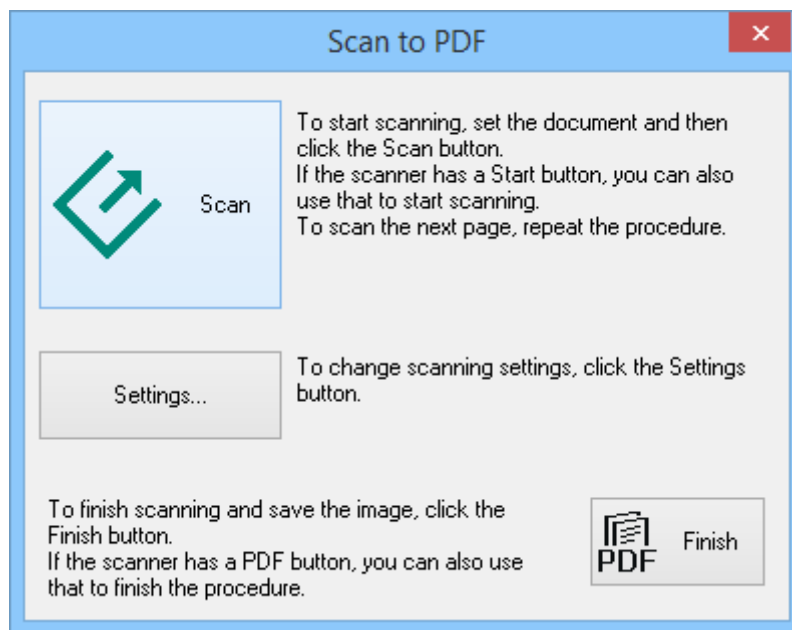 Scan to PDF
To start scanning, set the document and then
click the Scan button.
If the scanner has a Start button, you can also
use that to start scanning.
To scan the next page, repeat the procedure.
Scan
To change scanning settings, click the Settings
button.
Settings...
To finish scanning and save the image, click the
Finish button.
If the scanner has a PDF button, you can also use
that to finish the procedure.
PDF
Finish